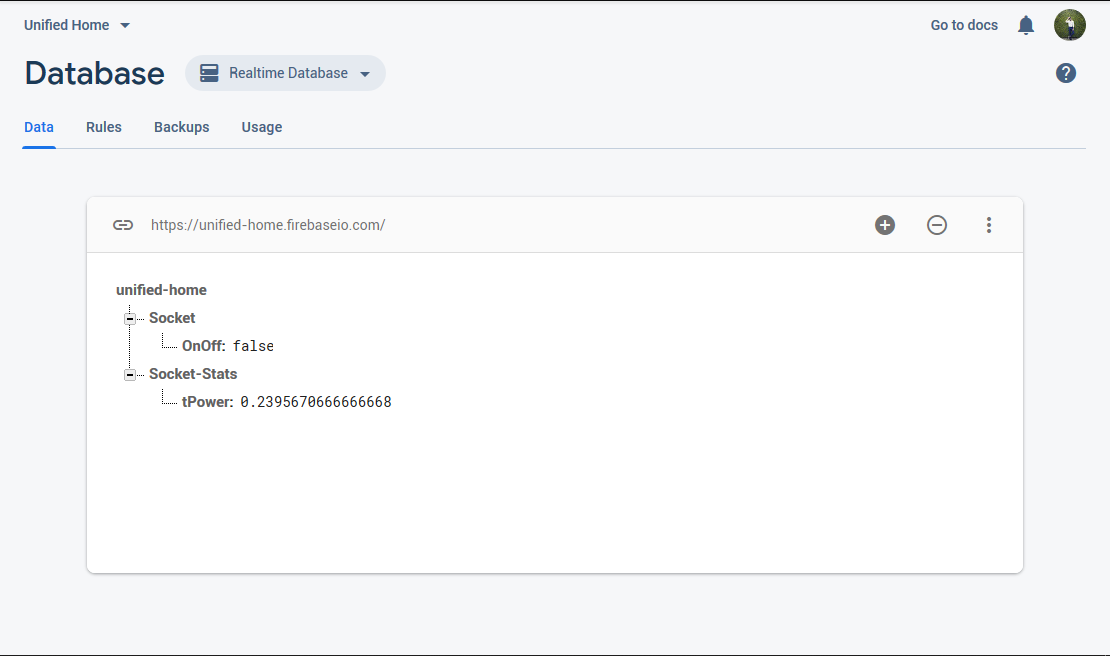 Unified Home
Go to docs
Database
Realtime Database
?
Data
Rules
Backups
Usage
https://unified-home.firebaseio.com/
unified-home
Socket
OnOff: false
Socket-Stats
tPower: 0.2395670666666668